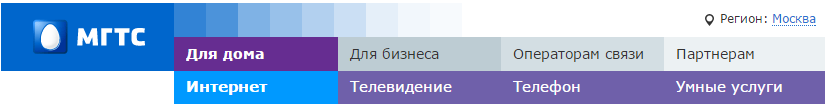 МГТС
Регион: Москва
Для дома Для бизнеса Операторам связи Партнерам
Интернет Телевидение Телефон Умные услуги